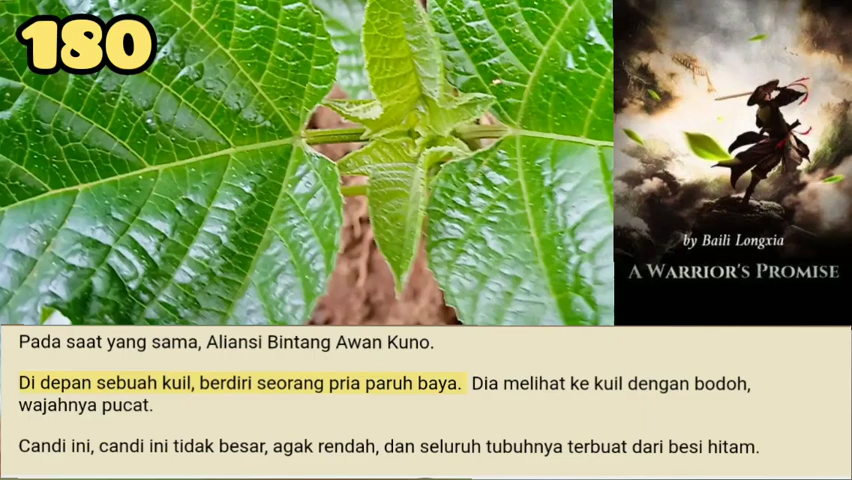 180
by Baili Longxia
A WARRIOR'S PROMISE
Pada saat yang sama, Aliansi Bintang Awan Kuno.
Di depan sebuah kuil, berdiri seorang pria paruh baya. Dia melihat ke kuil dengan bodoh,
wajahnya pucat.
Candi ini, candi ini tidak besar, agak rendah, dan seluruh tubuhnya terbuat dari besi hitam.